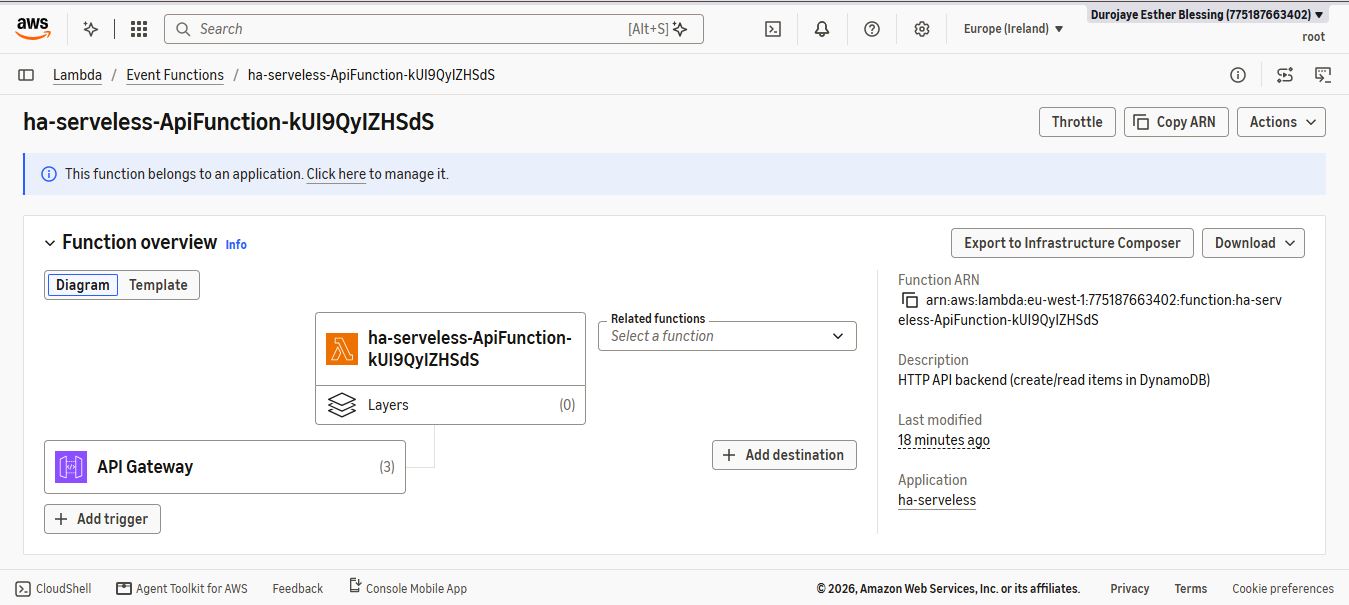 aws
Search
[Alt+S]
Europe (Ireland)
Durojaye Esther Blessing (775187663402)
root
Lambda / Event Functions / ha-serveless-ApiFunction-kUI9QyIZHSdS
ha-serveless-ApiFunction-kUI9QyIZHSdS
Throttle
Copy ARN
Actions
This function belongs to an application. Click here to manage it.
Function overview Info
Export to Infrastructure Composer
Download
Diagram
Template
ha-serveless-ApiFunction-
kUI9QyIZHSdS
Layers (0)
Related functions
Select a function
API Gateway (3)
Add destination
Add trigger
Function ARN
arn:aws:lambda:eu-west-1:775187663402:function:ha-serv
eless-ApiFunction-kUI9QyIZHSdS
Description
HTTP API backend (create/read items in DynamoDB)
Last modified
18 minutes ago
Application
ha-serveless
CloudShell
Agent Toolkit for AWS
Feedback
Console Mobile App
© 2026, Amazon Web Services, Inc. or its affiliates.
Privacy
Terms
Cookie preferences